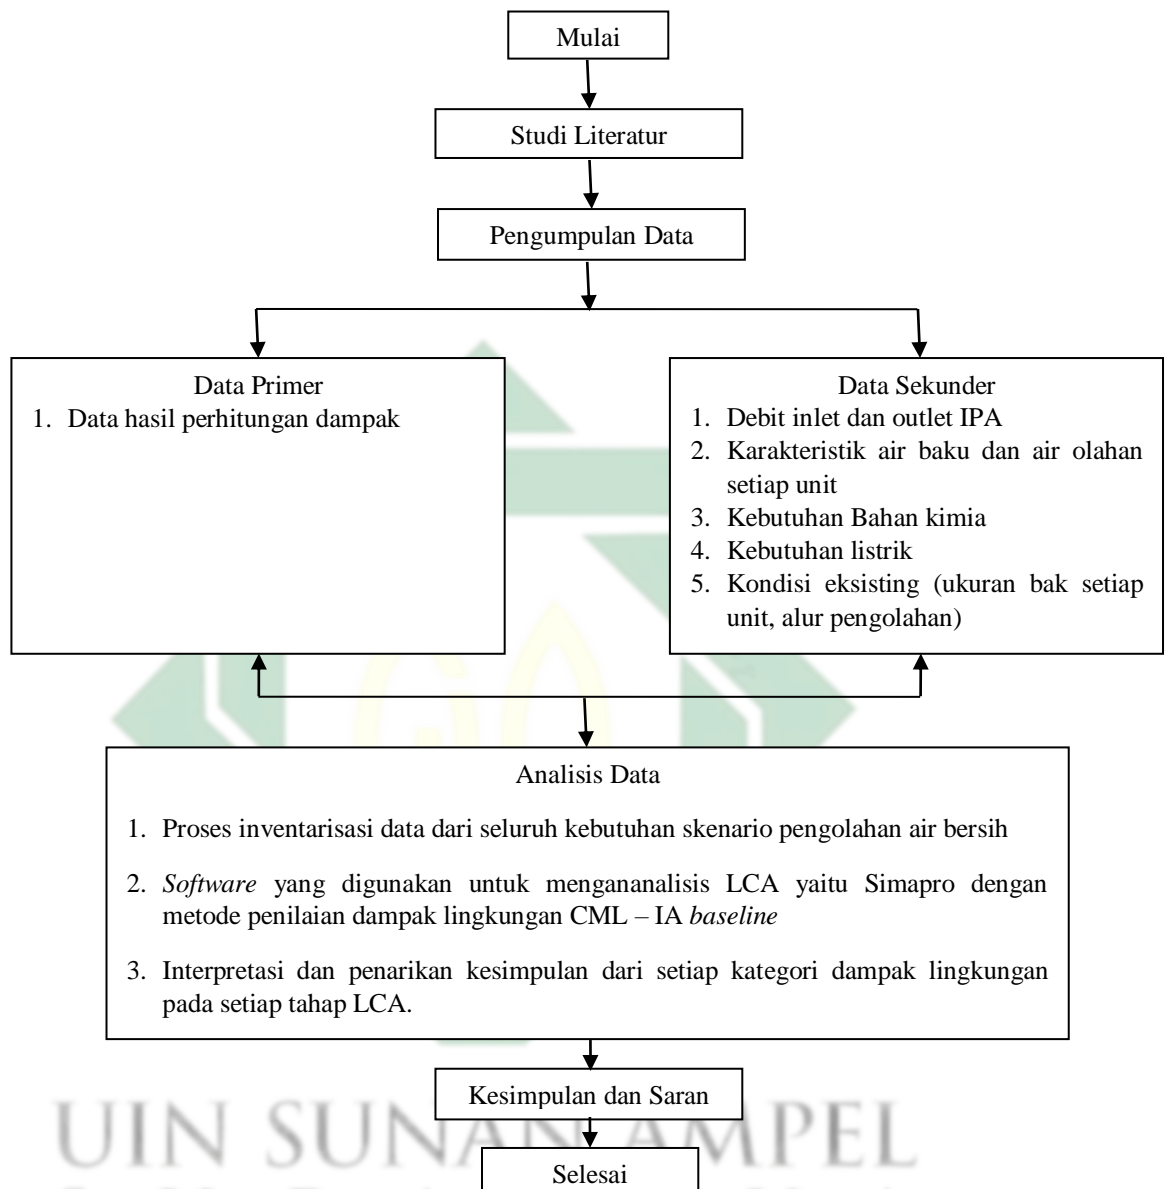 Mulai
Studi Literatur
Pengumpulan Data
Data Primer
1. Data hasil perhitungan dampak
Data Sekunder
1. Debit inlet dan outlet IPA
2. Karakteristik air baku dan air olahan
setiap unit
3. Kebutuhan Bahan kimia
4. Kebutuhan listrik
5. Kondisi eksisting (ukuran bak setiap
unit, alur pengolahan)
Analisis Data
1. Proses inventarisasi data dari seluruh kebutuhan skenario pengolahan air bersih
2. Software yang digunakan untuk mengananalisis LCA yaitu Simapro dengan
metode penilaian dampak lingkungan CML – IA baseline
3. Interpretasi dan penarikan kesimpulan dari setiap kategori dampak lingkungan
pada setiap tahap LCA.
Kesimpulan dan Saran
UIN SUNAN AMPEL
Selesai